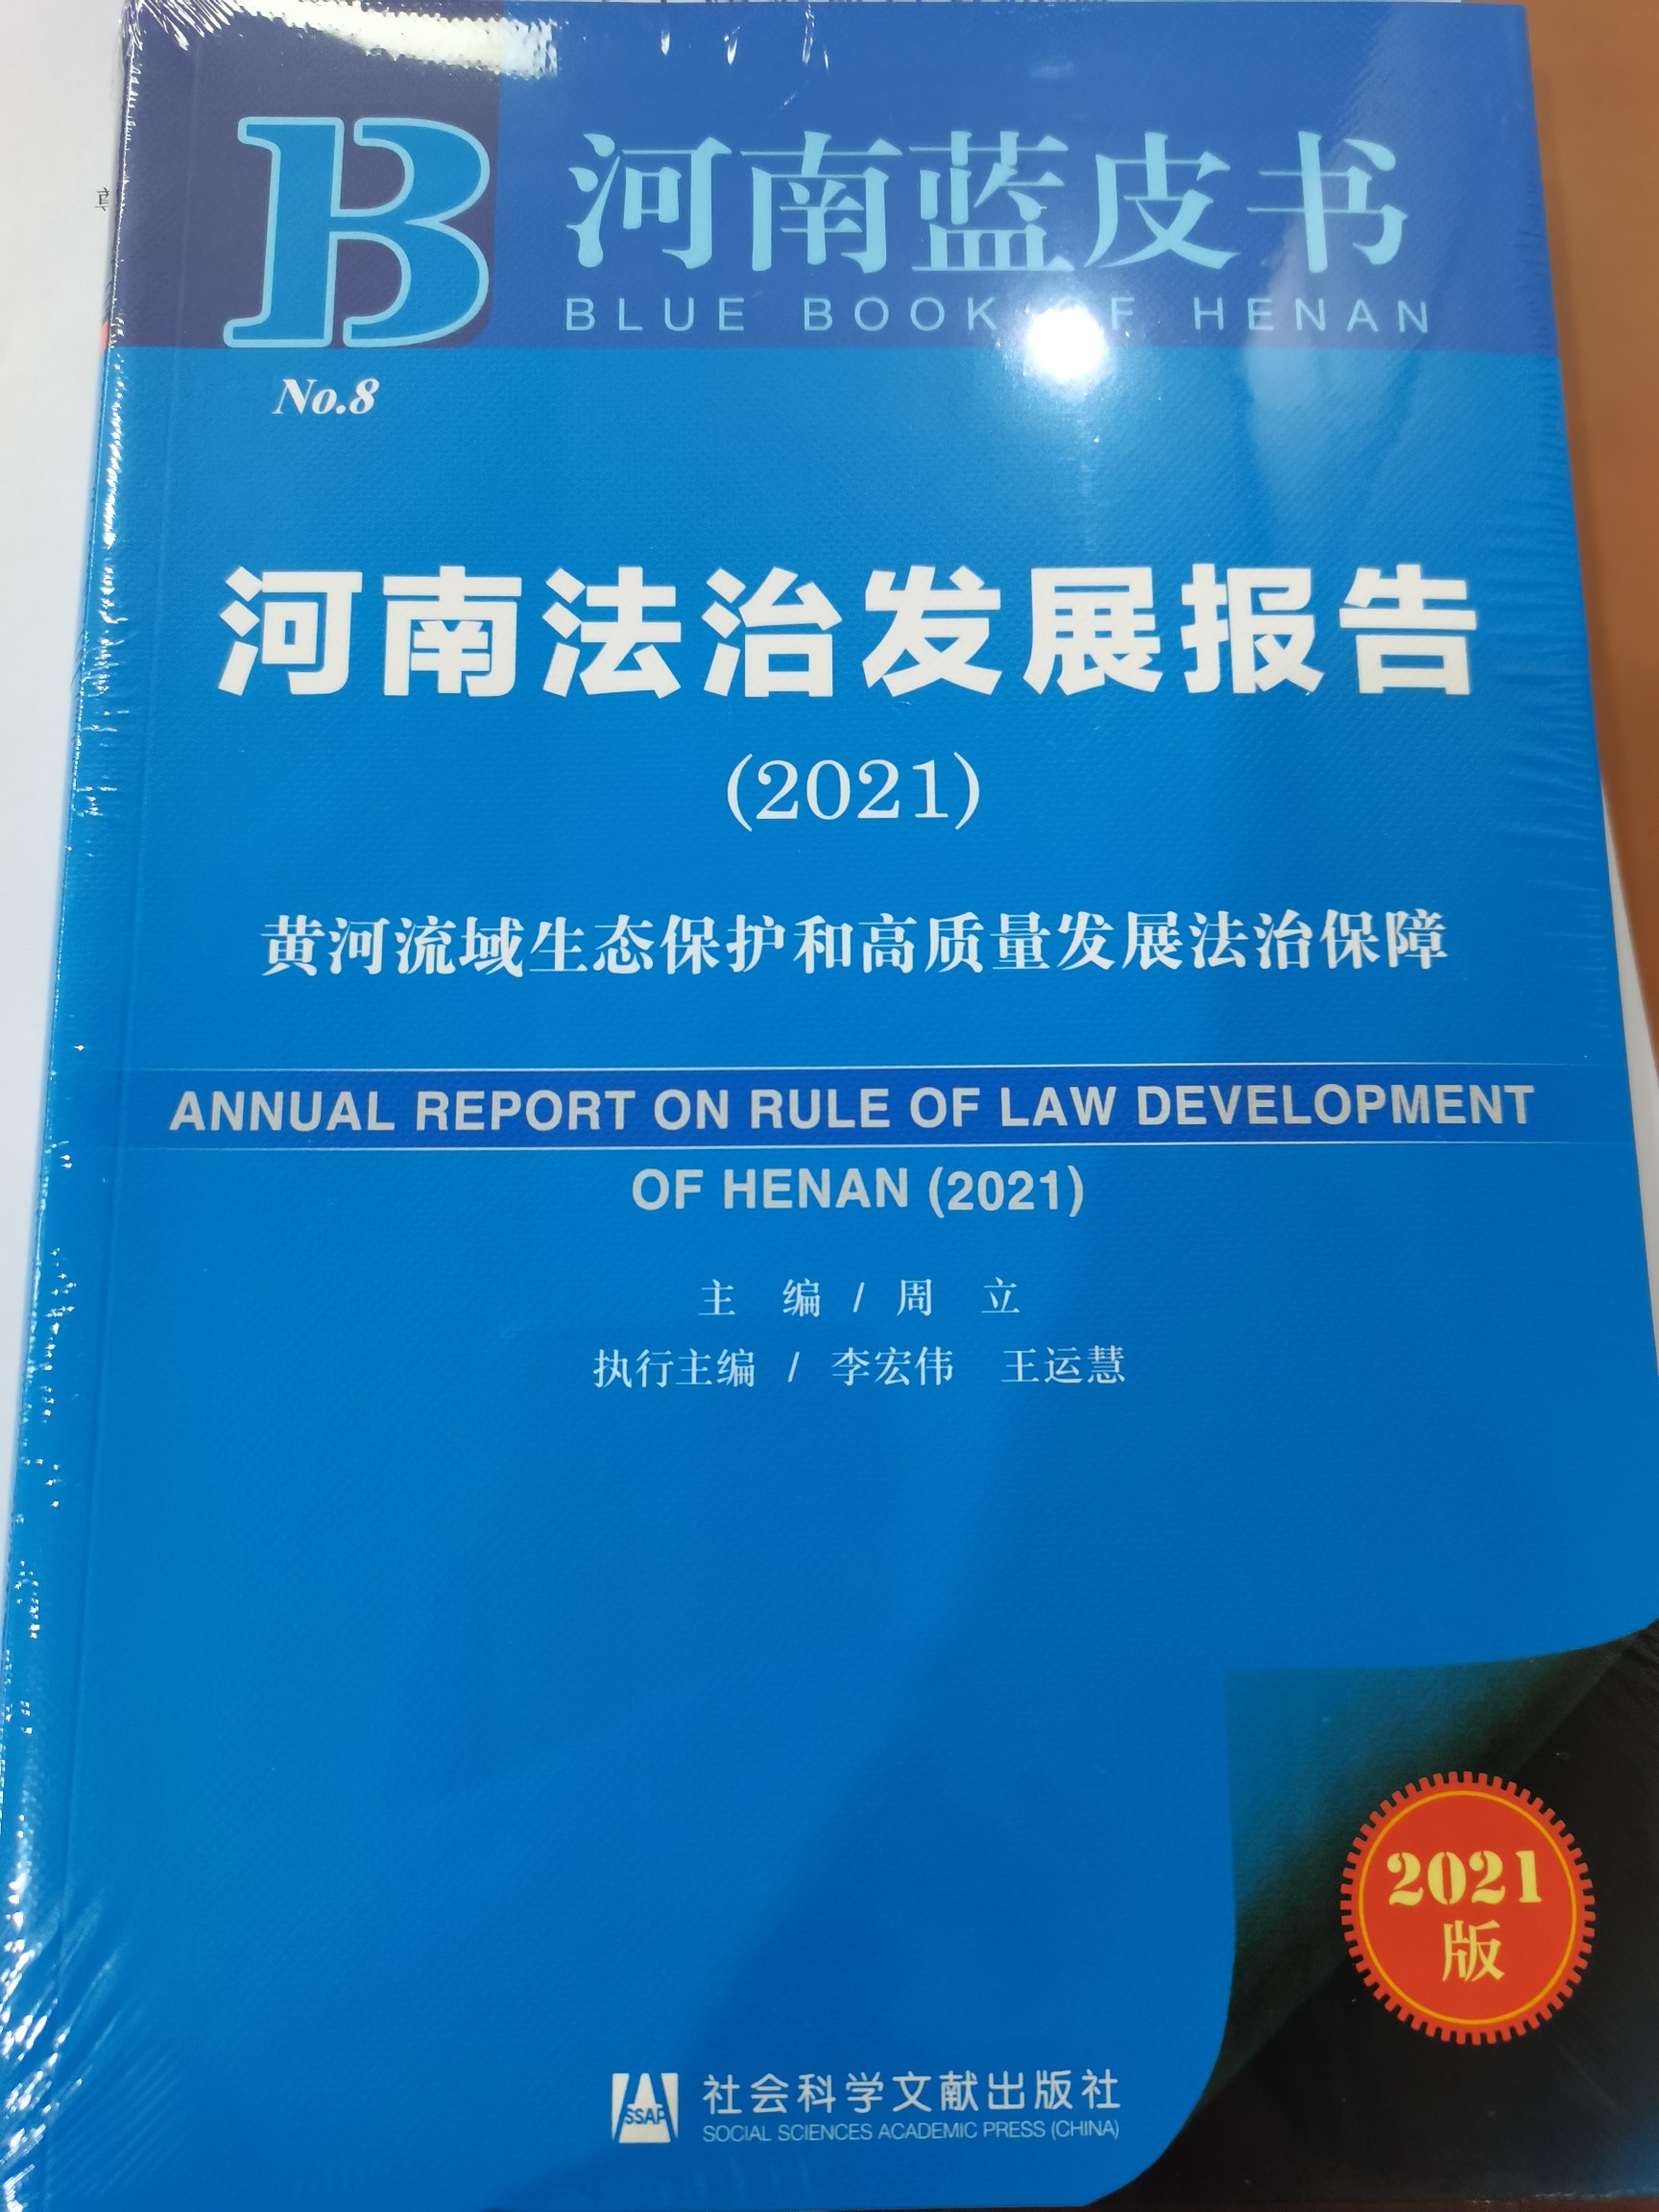 B
河南蓝皮书
BLUE BOOK OF HENAN
No.8
河南法治发展报告
(2021)
黄河流域生态保护和高质量发展法治保障
ANNUAL REPORT ON RULE OF LAW DEVELOPMENT
OF HENAN (2021)
主 编 / 周 立
执行主编 / 李宏伟 王运慧
2021
版
SSAP
社会科学文献出版社
SOCIAL SCIENCES ACADEMIC PRESS (CHINA)